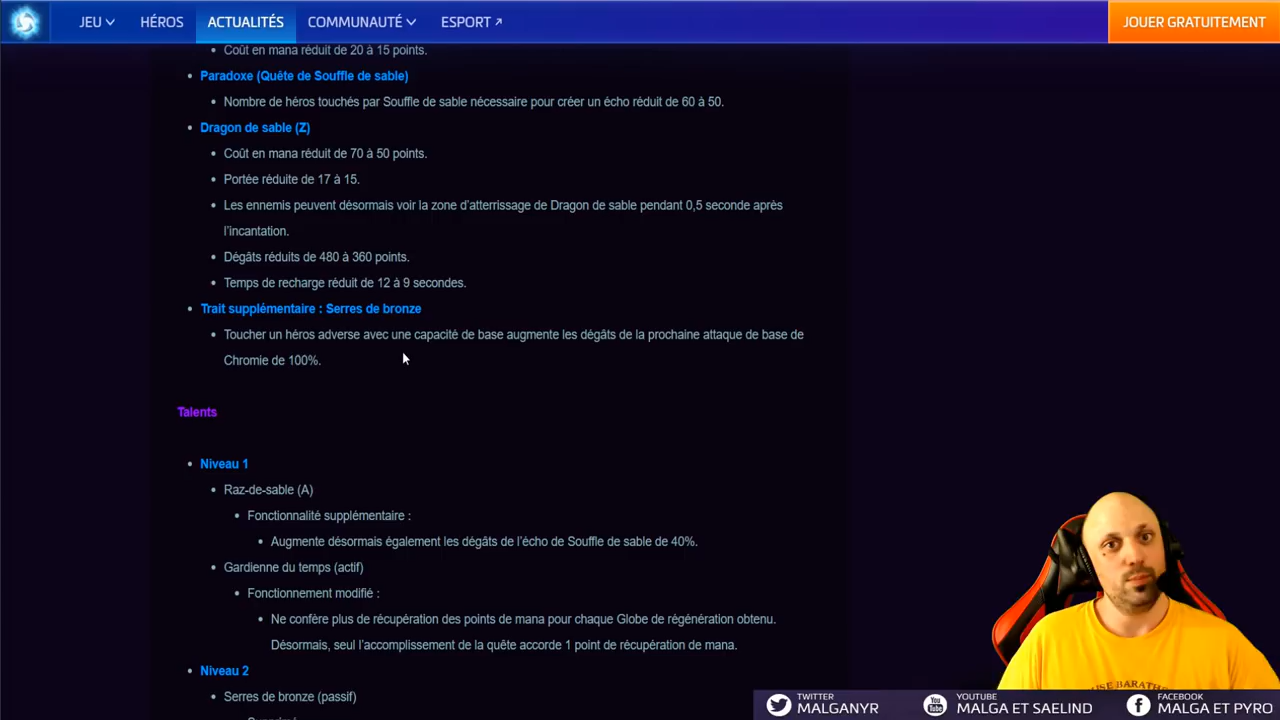 JEU HÉROS ACTUALITÉS COMMUNAUTÉ ESPORT JOUER GRATUITEMENT
Coût en mana réduit de 20 à 15 points.
Paradoxe (Quête de Souffle de sable)
Nombre de héros touchés par Souffle de sable nécessaire pour créer un écho réduit de 60 à 50.
Dragon de sable (Z)
Coût en mana réduit de 70 à 50 points.
Portée réduite de 17 à 15.
Les ennemis peuvent désormais voir la zone d'atterrissage de Dragon de sable pendant 0,5 seconde après
l'incantation.
Dégâts réduits de 480 à 360 points.
Temps de recharge réduit de 12 à 9 secondes.
Trait supplémentaire : Serres de bronze
Toucher un héros adverse avec une capacité de base augmente les dégâts de la prochaine attaque de base de
Chromie de 100%.
Talents
Niveau 1
Raz-de-sable (A)
Fonctionnalité supplémentaire :
Augmente désormais également les dégâts de l'écho de Souffle de sable de 40%.
Gardienne du temps (actif)
Fonctionnement modifié :
Ne confère plus de récupération des points de mana pour chaque Globe de régénération obtenu.
Désormais, seul l'accomplissement de la quête accorde 1 point de récupération de mana.
Niveau 2
Serres de bronze (passif)
TWITTER
MALGANYR
YOUTUBE
MALGA ET SAELIND
FACEBOOK
MALGA ET PYRO